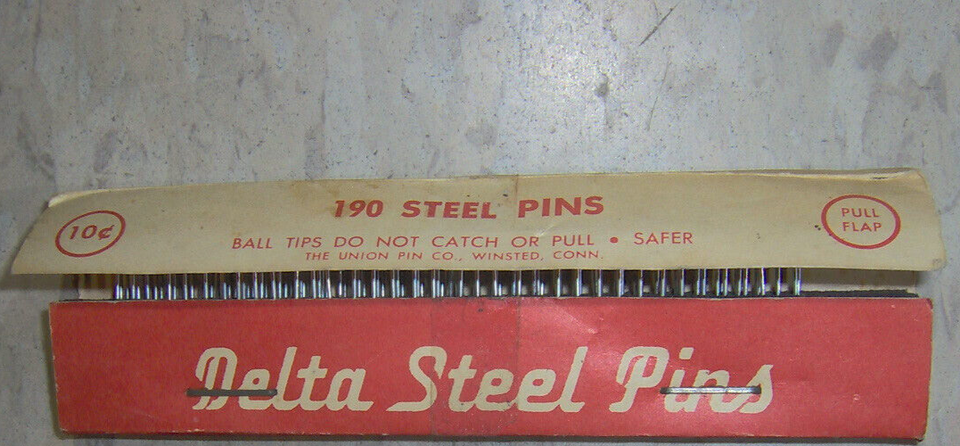 190 STEEL PINS
10¢
PULL
FLAP
BALL TIPS DO NOT CATCH OR PULL • SAFER
THE UNION PIN CO., WINSTED, CONN.
Delta Steel Pins